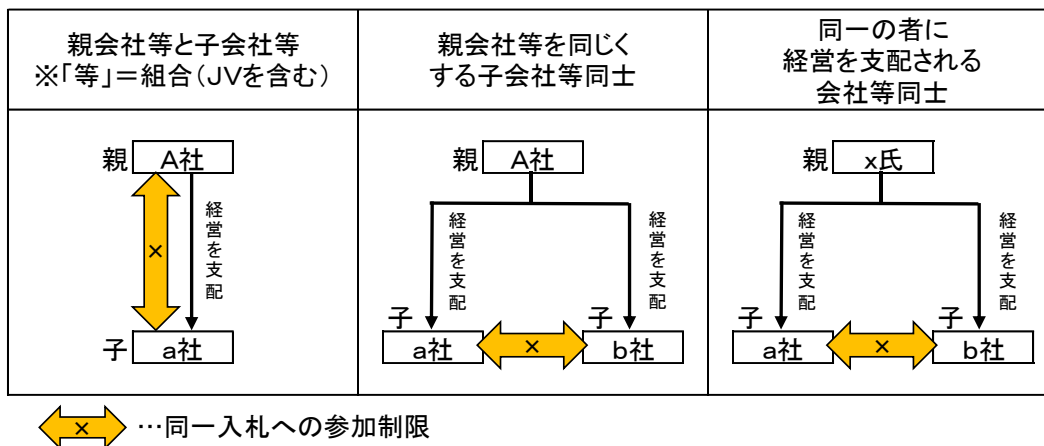 親会社等と子会社等
※「等」＝組合（JVを含む）
親会社等を同じく
する子会社等同士
同一の者に
経営を支配される
会社等同士
親 A社
×
経営を支配
子 a社
親 A社
経営を支配
経営を支配
子
子
a社 × b社
親 x氏
経営を支配
経営を支配
子
子
a社 × b社
× …同一入札への参加制限